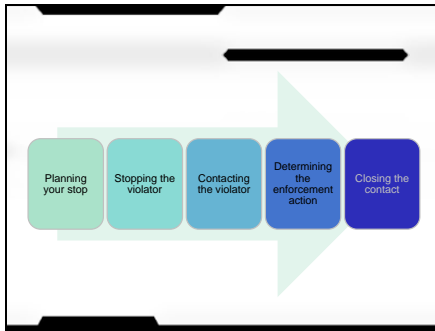 Planning
your stop
Stopping the
violator
Contacting
the violator
Determining
the
enforcement
action
Closing the
contact